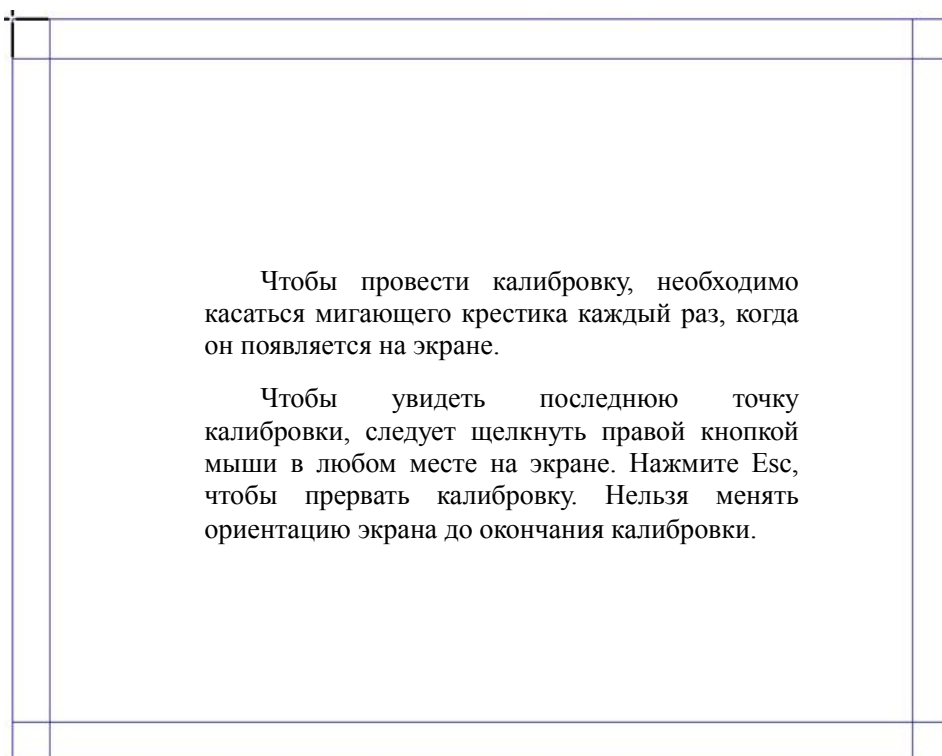 Чтобы провести калибровку, необходимо
касаться мигающего крестика каждый раз, когда
он появляется на экране.
Чтобы увидеть последнюю точку
калибровки, следует щелкнуть правой кнопкой
мыши в любом месте на экране. Нажмите Esc,
чтобы прервать калибровку. Нельзя менять
ориентацию экрана до окончания калибровки.